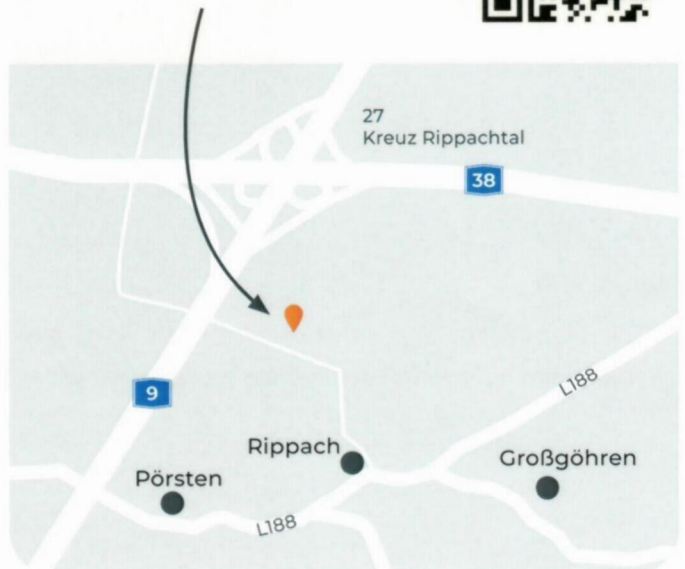 27
Kreuz Rippachtal
38
9
L188
Rippach
Großgöhren
Pörsten
L188